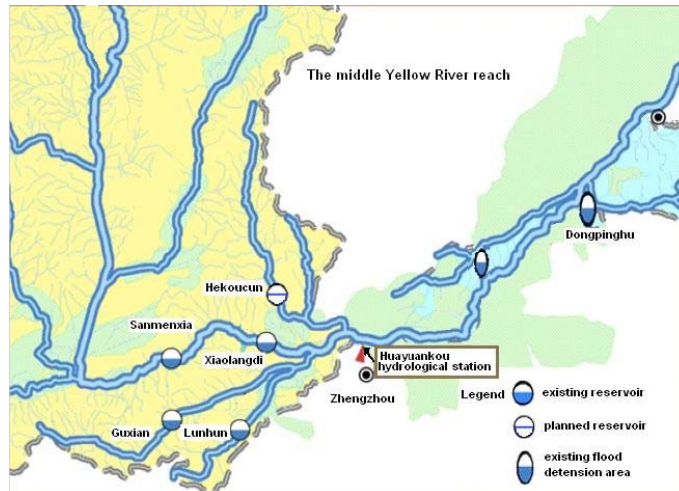 The middle Yellow River reach
Dongpinghu
Hekoucun
Sanmenxia
Xiaolangdi
Huayuankou
hydrological station
Zhengzhou
Legend
existing reservoir
Guxian
Lunhun
planned reservoir
existing flood
detension area